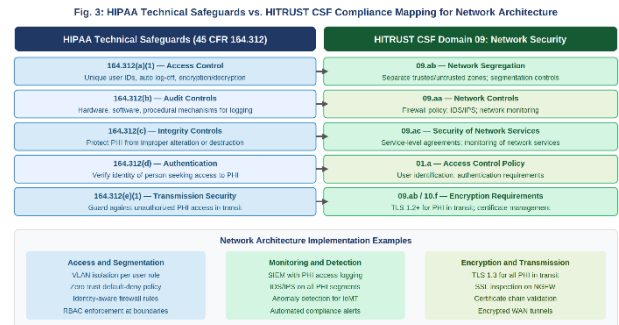 Fig. 3: HIPAA Technical Safeguards vs. HITRUST CSF Compliance Mapping for Network Architecture
HIPAA Technical Safeguards (45 CFR 164.312)
HITRUST CSF Domain 09: Network Security
164.312(a)(1) — Access Control
Unique user IDs, auto log-off, encryption/decryption
09.ab — Network Segregation
Separate trusted/untrusted zones; segmentation controls
164.312(b) — Audit Controls
Hardware, software, procedural mechanisms for logging
09.aa — Network Controls
Firewall policy; IDS/IPS; network monitoring
164.312(c) — Integrity Controls
Protect PHI from improper alteration or destruction
09.ac — Security of Network Services
Service-level agreements; monitoring of network services
164.312(d) — Authentication
Verify identity of person seeking access to PHI
01.a — Access Control Policy
User identification; authentication requirements
164.312(e)(1) — Transmission Security
Guard against unauthorized PHI access in transit
09.ab / 10.f — Encryption Requirements
TLS 1.2+ for PHI in transit; certificate management
Network Architecture Implementation Examples
Access and Segmentation
VLAN isolation per user role
Zero trust default-deny policy
Identity-aware firewall rules
RBAC enforcement at boundaries
Monitoring and Detection
SIEM with PHI access logging
IDS/IPS on all PHI segments
Anomaly detection for IoMT
Automated compliance alerts
Encryption and Transmission
TLS 1.3 for all PHI in transit
SSL inspection on NGFW
Certificate chain validation
Encrypted WAN tunnels